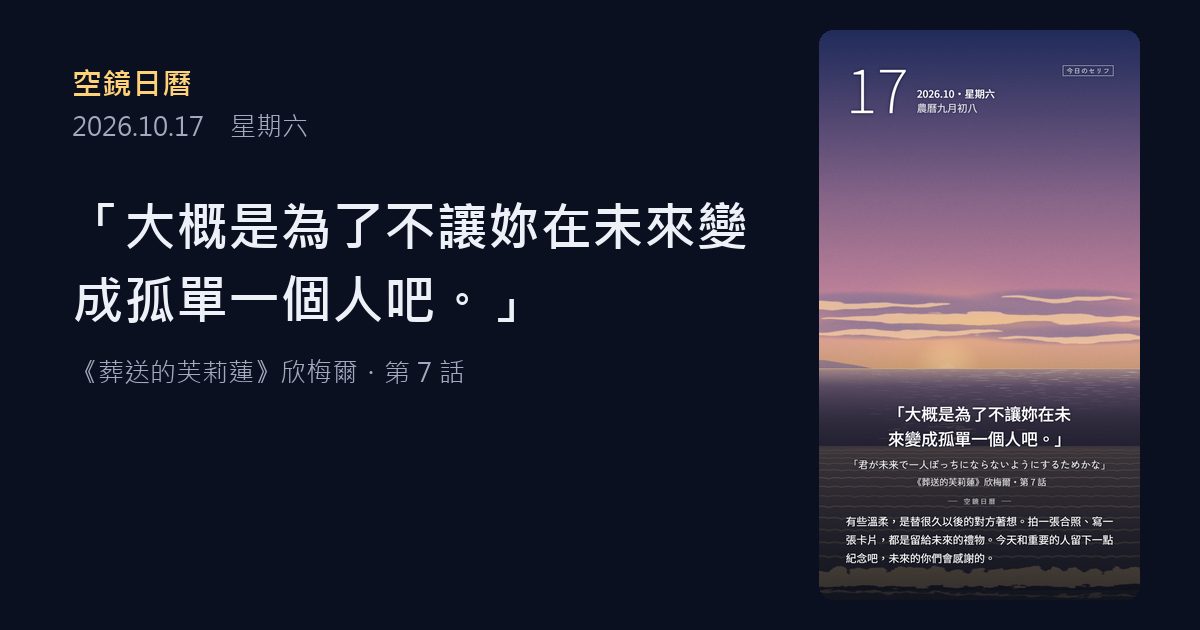 空鏡日曆
2026.10.17　星期六
「大概是為了不讓妳在未來變
成孤單一個人吧。」
《葬送的芙莉蓮》欣梅爾・第 7 話
今日のセリフ
17
2026.10・星期六
農曆九月初八
「大概是為了不讓妳在未
來變成孤單一個人吧。」
「君が未来で一人ぼっちにならないようにするためかな」
《葬送的芙莉蓮》欣梅爾・第 7 話
— 空鏡日曆 —
有些溫柔，是替很久以後的對方著想。拍一張合照、寫一
張卡片，都是留給未來的禮物。今天和重要的人留下一點
紀念吧，未來的你們會感謝的。